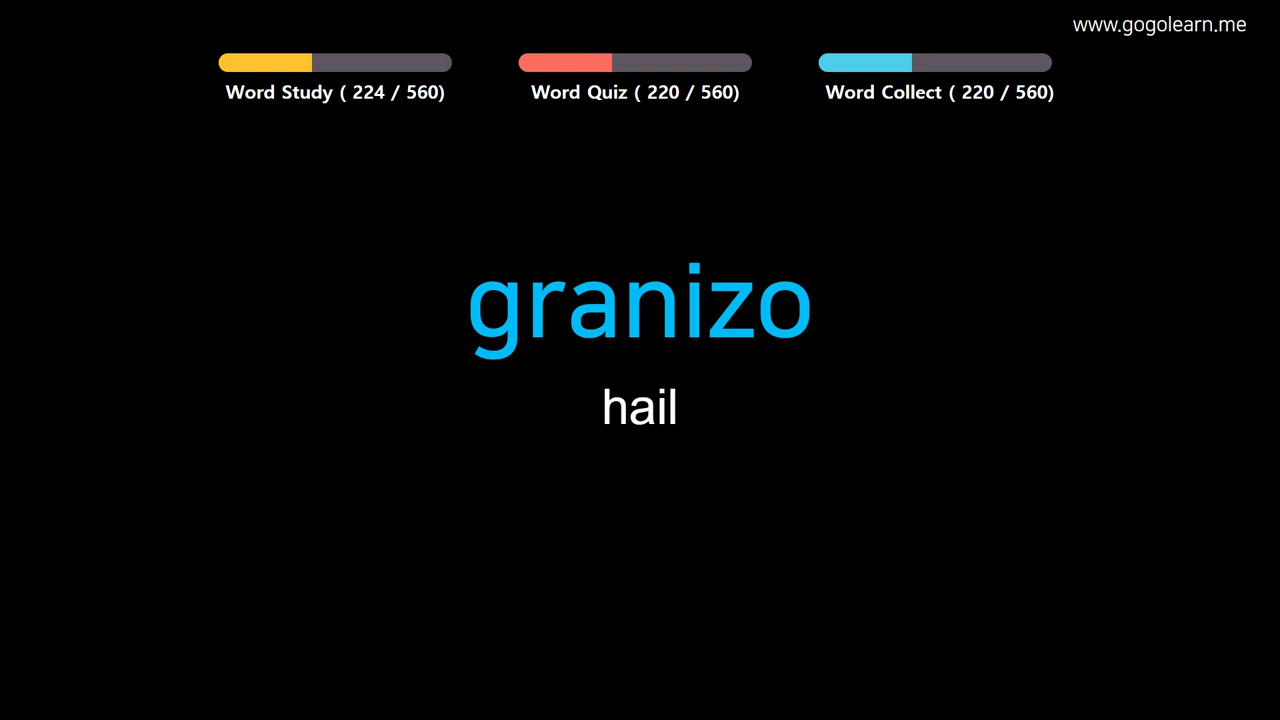 www.gogolearn.me
Word Study ( 224 / 560)
Word Quiz ( 220 / 560)
Word Collect ( 220 / 560)
granizo
hail